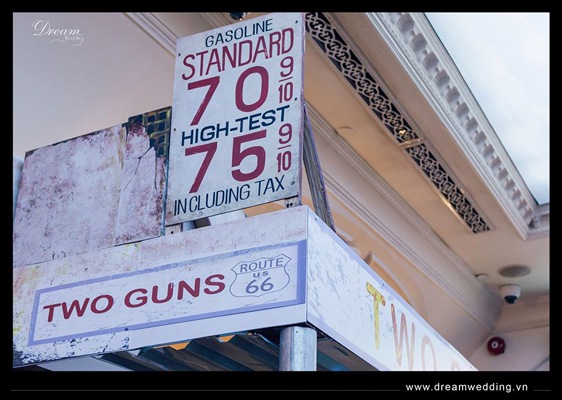 Dream
GASOLINE
STANDARD
70 9/10
HIGH-TEST
75 9/10
INCLUDING TAX
TWO GUNS
ROUTE
US
66
TWO
www.dreamwedding.vn